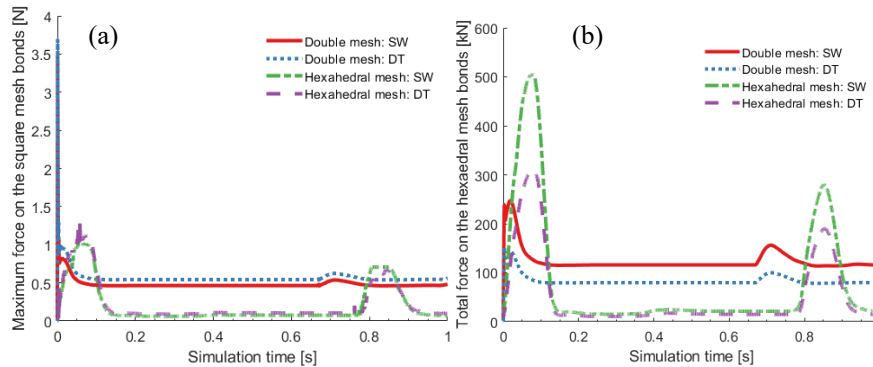 (a)
Maximum force on the square mesh bonds [N]
4
3.5
3
2.5
2
1.5
1
0.5
0
0 0.2 0.4 0.6 0.8 1
Simulation time [s]
Double mesh: SW
Double mesh: DT
Hexahedral mesh: SW
Hexahedral mesh: DT
(b)
Total force on the hexaedral mesh bonds [kN]
600
500
400
300
200
100
0
0 0.2 0.4 0.6 0.8
Simulation time [s]
Double mesh: SW
Double mesh: DT
Hexahedral mesh: SW
Hexahedral mesh: DT